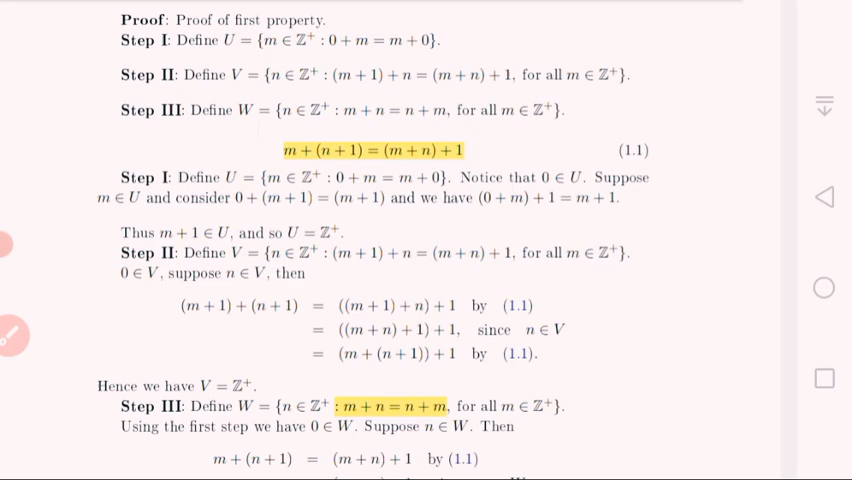 Proof: Proof of first property.
Step I: Define U = {m ∈ ℤ⁺ : 0 + m = m + 0}.
Step II: Define V = {n ∈ ℤ⁺ : (m + 1) + n = (m + n) + 1, for all m ∈ ℤ⁺}.
Step III: Define W = {n ∈ ℤ⁺ : m + n = n + m, for all m ∈ ℤ⁺}.
m + (n + 1) = (m + n) + 1 (1.1)
Step I: Define U = {m ∈ ℤ⁺ : 0 + m = m + 0}. Notice that 0 ∈ U. Suppose
m ∈ U and consider 0 + (m + 1) = (m + 1) and we have (0 + m) + 1 = m + 1.
Thus m + 1 ∈ U, and so U = ℤ⁺.
Step II: Define V = {n ∈ ℤ⁺ : (m + 1) + n = (m + n) + 1, for all m ∈ ℤ⁺}.
0 ∈ V, suppose n ∈ V, then
(m + 1) + (n + 1) = ((m + 1) + n) + 1 by (1.1)
= ((m + n) + 1) + 1, since n ∈ V
= (m + (n + 1)) + 1 by (1.1).
Hence we have V = ℤ⁺.
Step III: Define W = {n ∈ ℤ⁺ : m + n = n + m, for all m ∈ ℤ⁺}.
Using the first step we have 0 ∈ W. Suppose n ∈ W. Then
m + (n + 1) = (m + n) + 1 by (1.1)